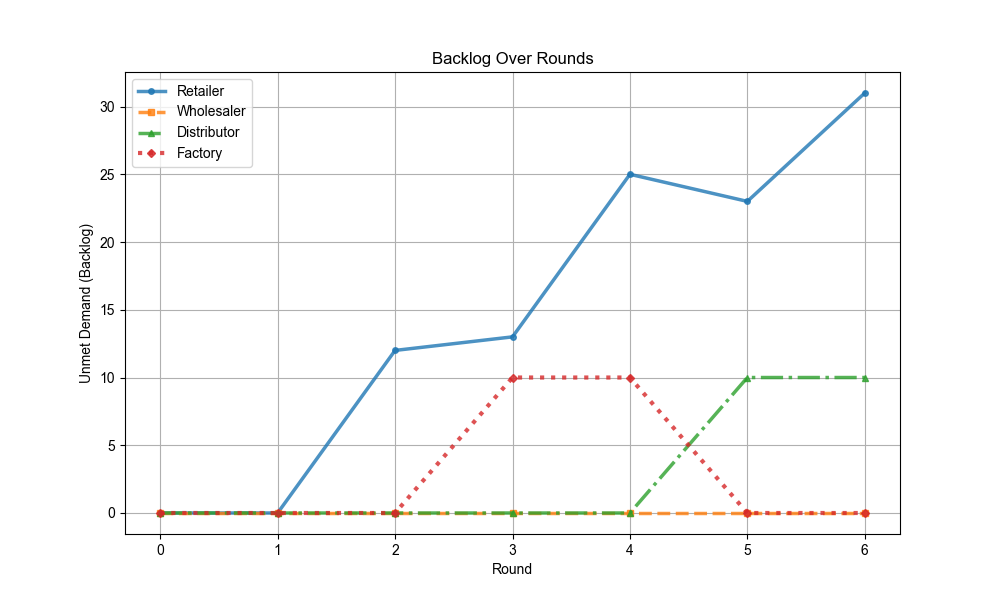 Backlog Over Rounds
Retailer
Wholesaler
Distributor
Factory
Unmet Demand (Backlog)
30
25
20
15
10
5
0
0 1 2 3 4 5 6
Round